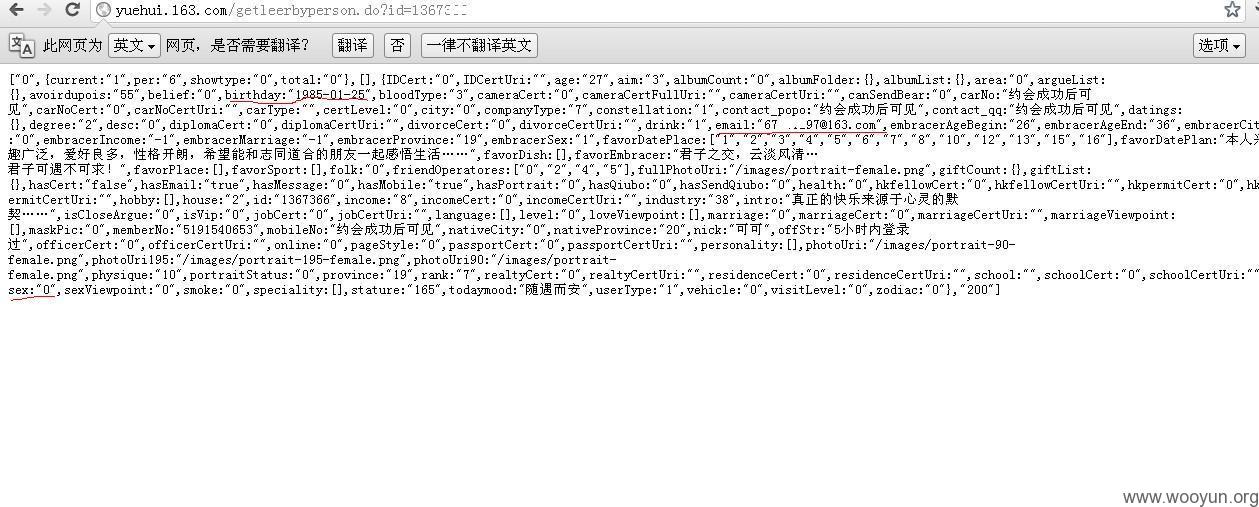 yuehui.163.com/getleerbyperson.do?id=13673
此网页为 英文 网页，是否需要翻译？ 翻译 否 一律不翻译英文 选项
["0", {current:"1",per:"6",showtype:"0",total:"0"}, [], {IDCert:"0",IDCertUri:"",age:"27",aim:"3",albumCount:"0",albumFolder:{},albumList:{},area:"0",argueList:
{},avoirdupois:"55",belief:"0",birthday:"1985-01-25",bloodType:"3",cameraCert:"0",cameraCertFullUri:"",cameraCertUri:"",canSendBear:"0",carNo:"约会成功后可
见",carNoCert:"0",carNoCertUri:"",carType:"",certLevel:"0",city:"0",companyType:"7",constellation:"1",contact_popo:"约会成功后可见",contact_qq:"约会成功后可见",datings:
{},degree:"2",desc:"0",diplomaCert:"0",diplomaCertUri:"",divorceCert:"0",divorceCertUri:"",drink:"1",email:"67 97@163.com",embracerAgeBegin:"26",embracerAgeEnd:"36",embracerCit
:"0",embracerIncome:"-1",embracerMarriage:"-1",embracerProvince:"19",embracerSex:"1",favorDatePlace:["1","2","3","4","5","6","7","8","10","12","13","15","16"],favorDatePlan:"本人兴
趣广泛，爱好良多，性格开朗，希望能和志同道合的朋友一起感悟生活……",favorDish:[],favorEmbracer:"君子之交，云淡风清…
君子可遇不可求！",favorPlace:[],favorSport:[],folk:"0",friendOperatores:["0","2","4","5"],fullPhotoUri:"/images/portrait-female.png",giftCount:{},giftList:
{},hasCert:"false",hasEmail:"true",hasMessage:"0",hasMobile:"true",hasPortrait:"0",hasQiubo:"0",hasSendQiubo:"0",health:"0",hkfellowCert:"0",hkfellowCertUri:"",hkpermitCert:"0",hk
ermitCertUri:"",hobby:[],house:"2",id:"1367366",income:"8",incomeCert:"0",incomeCertUri:"",industry:"38",intro:"真正的快乐来源于心灵的默
契……",isCloseArgue:"0",isVip:"0",jobCert:"0",jobCertUri:"",language:[],level:"0",loveViewpoint:[],marriage:"0",marriageCert:"0",marriageCertUri:"",marriageViewpoint:
[],maskPic:"0",memberNo:"5191540653",mobileNo:"约会成功后可见",nativeCity:"0",nativeProvince:"20",nick:"可可",offStr:"5小时内登录
过",officerCert:"0",officerCertUri:"",online:"0",pageStyle:"0",passportCert:"0",passportCertUri:"",personality:[],photoUri:"/images/portrait-90-
female.png",photoUri195:"/images/portrait-195-female.png",photoUri90:"/images/portrait-
female.png",physique:"10",portraitStatus:"0",province:"19",rank:"7",realtyCert:"0",realtyCertUri:"",residenceCert:"0",residenceCertUri:"",school:"",schoolCert:"0",schoolCertUri:""
sex:"0",sexViewpoint:"0",smoke:"0",speciality:[],stature:"165",todaymood:"随遇而安",userType:"1",vehicle:"0",visitLevel:"0",zodiac:"0"},"200"]
www.wooyun.org